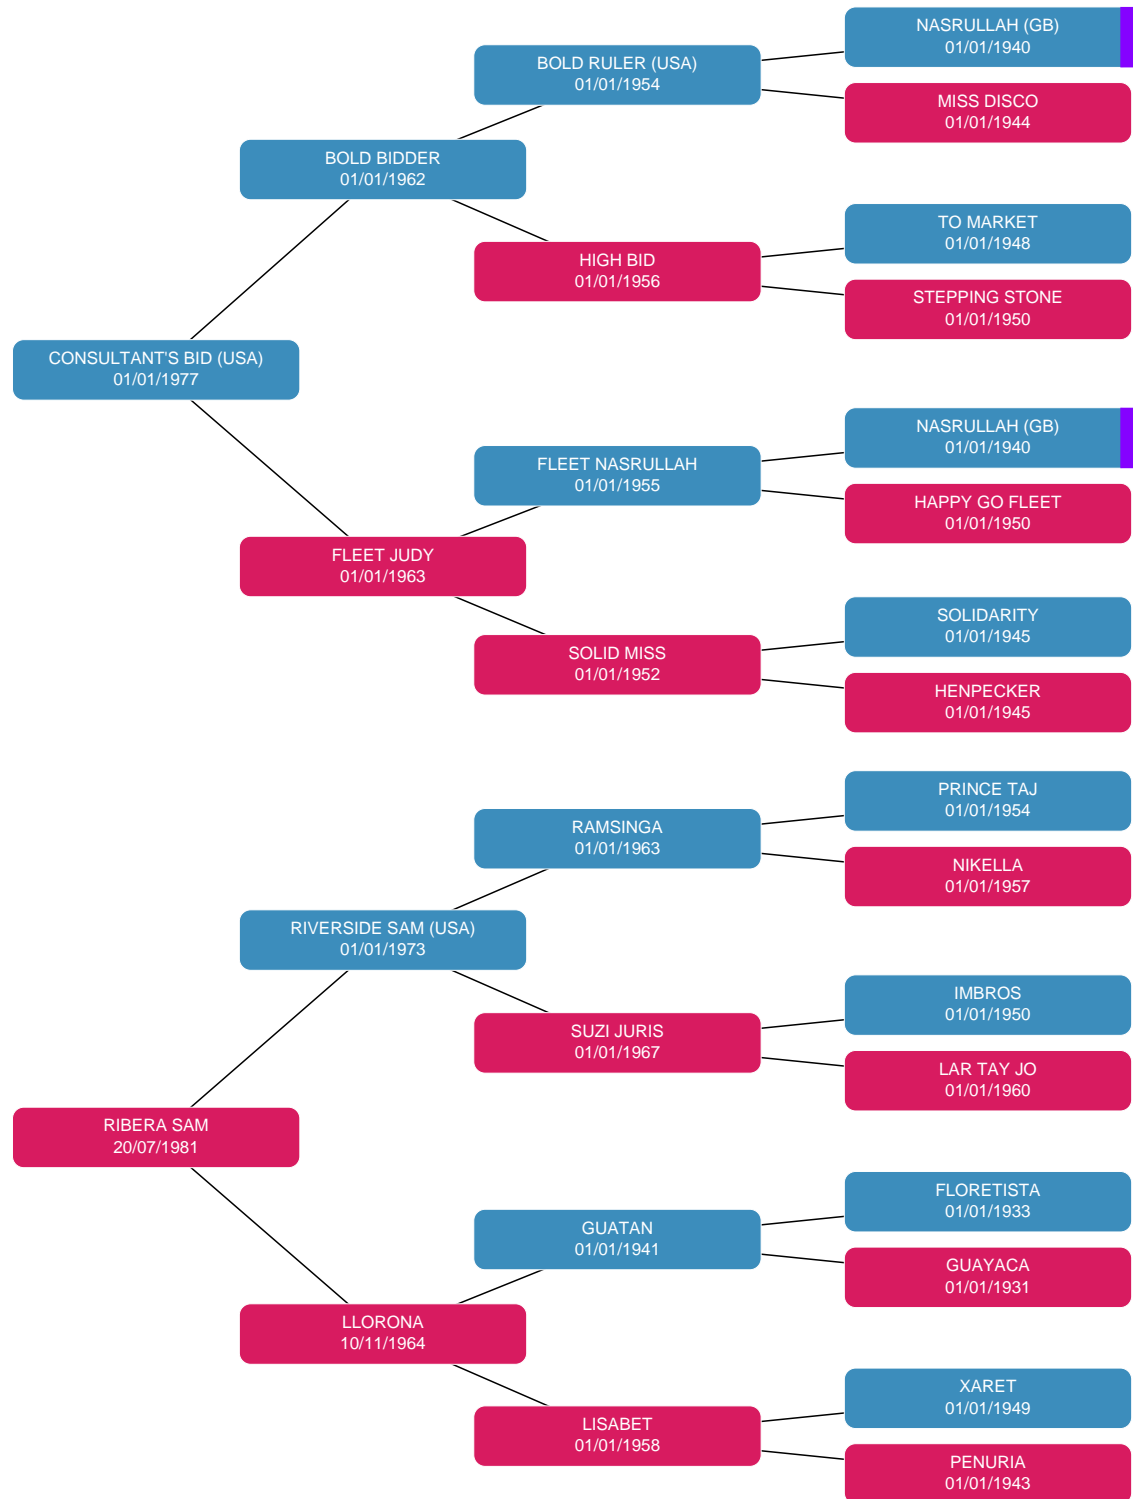 NASRULLAH (GB)
01/01/1940
BOLD RULER (USA)
01/01/1954
MISS DISCO
01/01/1944
BOLD BIDDER
01/01/1962
TO MARKET
01/01/1948
HIGH BID
01/01/1956
STEPPING STONE
01/01/1950
CONSULTANT'S BID (USA)
01/01/1977
NASRULLAH (GB)
01/01/1940
FLEET NASRULLAH
01/01/1955
HAPPY GO FLEET
01/01/1950
FLEET JUDY
01/01/1963
SOLIDARITY
01/01/1945
SOLID MISS
01/01/1952
HENPECKER
01/01/1945
PRINCE TAJ
01/01/1954
RAMSINGA
01/01/1963
NIKELLA
01/01/1957
RIVERSIDE SAM (USA)
01/01/1973
IMBROS
01/01/1950
SUZI JURIS
01/01/1967
LAR TAY JO
01/01/1960
RIBERA SAM
20/07/1981
FLORETISTA
01/01/1933
GUATAN
01/01/1941
GUAYACA
01/01/1931
LLORONA
10/11/1964
XARET
01/01/1949
LISABET
01/01/1958
PENURIA
01/01/1943